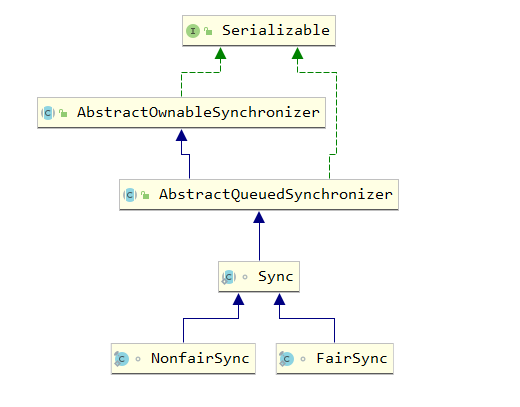 I Serializable
C AbstractOwnableSynchronizer
C AbstractQueuedSynchronizer
C Sync
C NonfairSync
C FairSync